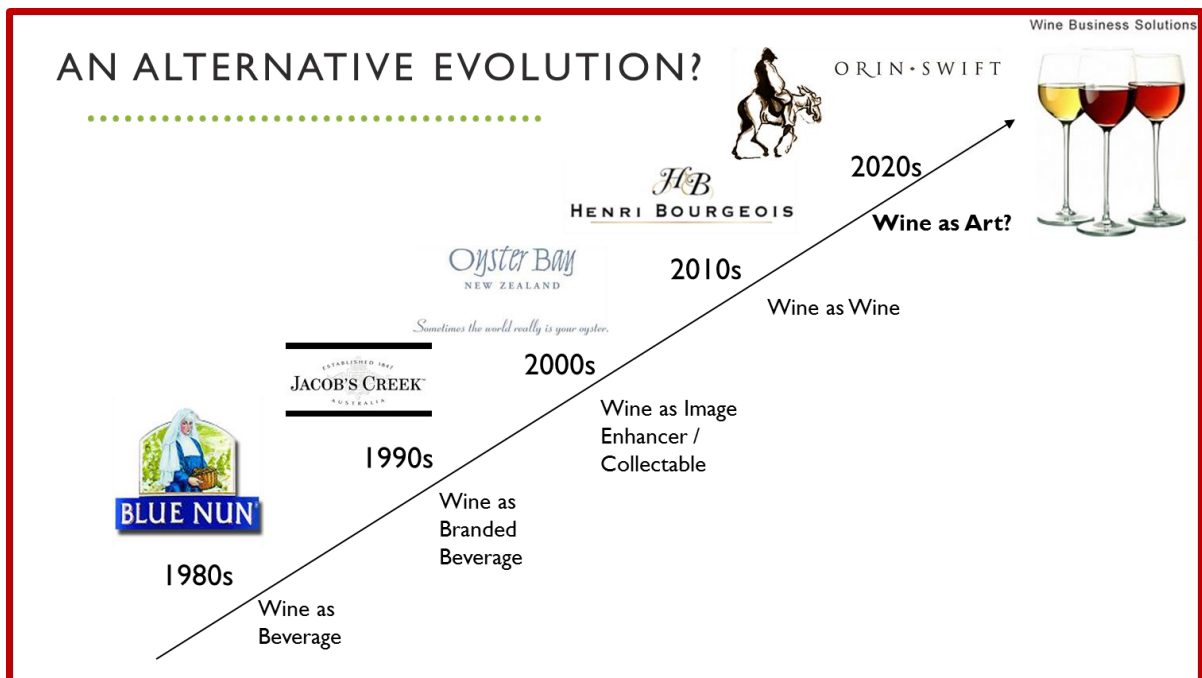 Wine Business Solutions
AN ALTERNATIVE EVOLUTION?
ORIN·SWIFT
2020s
Wine as Art?
HB
HENRI BOURGEOIS
2010s
Wine as Wine
OYSTER BAY
NEW ZEALAND
Sometimes the world really is your oyster.
2000s
Wine as Image
Enhancer /
Collectable
ESTABLISHED 1847
JACOB'S CREEK™
AUSTRALIA
1990s
Wine as
Branded
Beverage
BLUE NUN
1980s
Wine as
Beverage